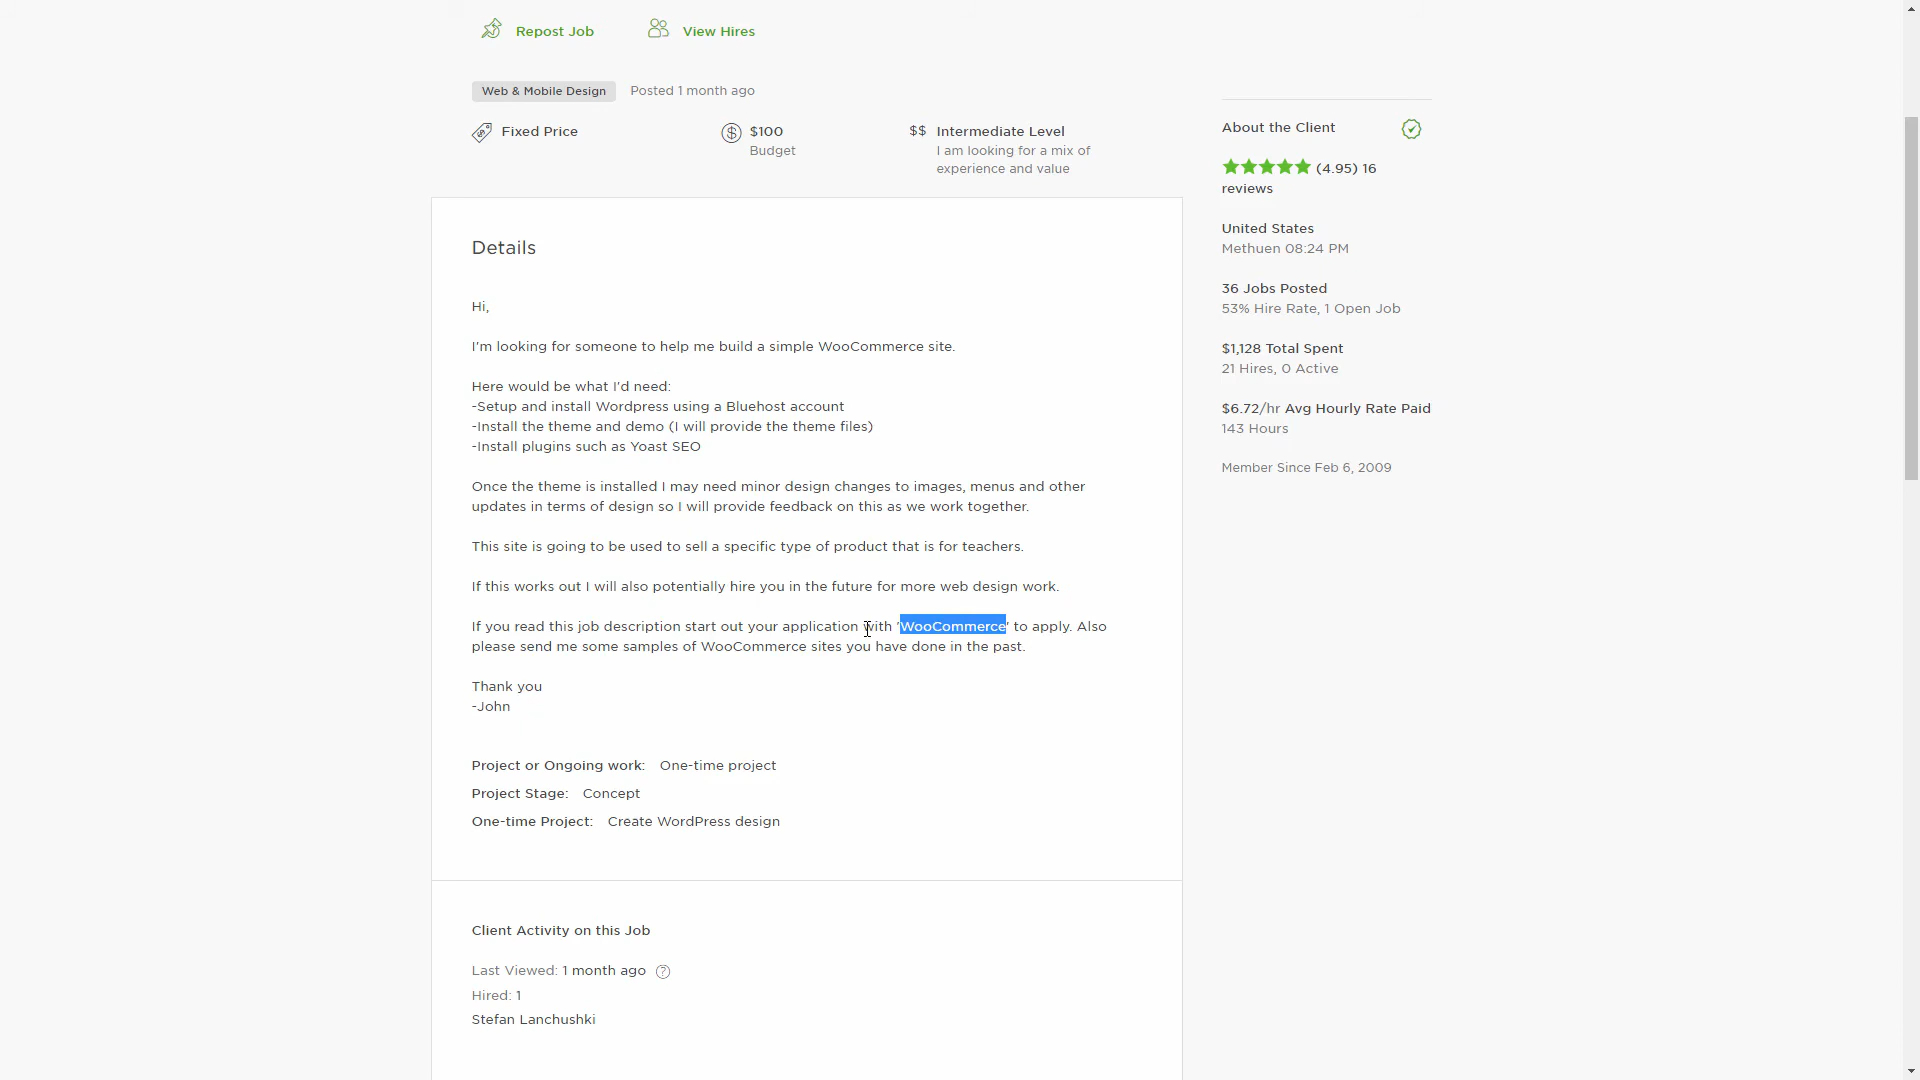 Repost Job
View Hires
Web & Mobile Design Posted 1 month ago
Fixed Price
$100
Budget
$$ Intermediate Level
I am looking for a mix of
experience and value
Details
Hi,
I'm looking for someone to help me build a simple WooCommerce site.
Here would be what I'd need:
-Setup and install Wordpress using a Bluehost account
-Install the theme and demo (I will provide the theme files)
-Install plugins such as Yoast SEO
Once the theme is installed I may need minor design changes to images, menus and other
updates in terms of design so I will provide feedback on this as we work together.
This site is going to be used to sell a specific type of product that is for teachers.
If this works out I will also potentially hire you in the future for more web design work.
If you read this job description start out your application with 'WooCommerce' to apply. Also
please send me some samples of WooCommerce sites you have done in the past.
Thank you
-John
Project or Ongoing work: One-time project
Project Stage: Concept
One-time Project: Create WordPress design
Client Activity on this Job
Last Viewed: 1 month ago ?
Hired: 1
Stefan Lanchushki
About the Client
(4.95) 16
reviews
United States
Methuen 08:24 PM
36 Jobs Posted
53% Hire Rate, 1 Open Job
$1,128 Total Spent
21 Hires, 0 Active
$6.72/hr Avg Hourly Rate Paid
143 Hours
Member Since Feb 6, 2009